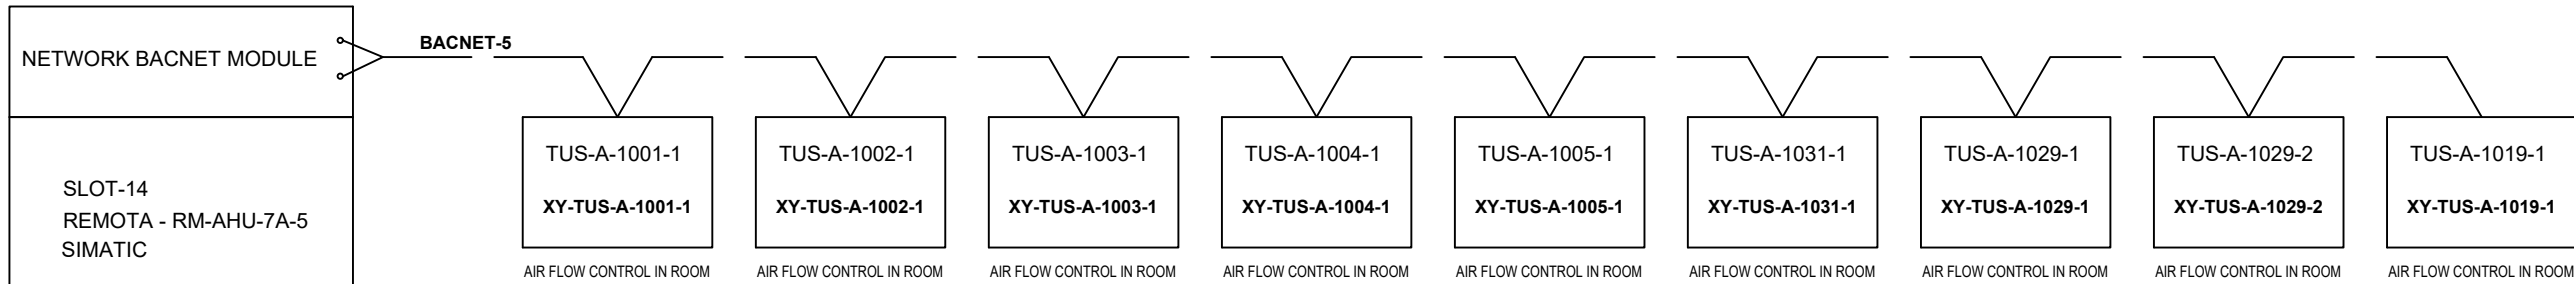 NETWORK BACNET MODULE
BACNET-5
SLOT-14
REMOTA - RM-AHU-7A-5
SIMATIC
TUS-A-1001-1
XY-TUS-A-1001-1
AIR FLOW CONTROL IN ROOM
TUS-A-1002-1
XY-TUS-A-1002-1
AIR FLOW CONTROL IN ROOM
TUS-A-1003-1
XY-TUS-A-1003-1
AIR FLOW CONTROL IN ROOM
TUS-A-1004-1
XY-TUS-A-1004-1
AIR FLOW CONTROL IN ROOM
TUS-A-1005-1
XY-TUS-A-1005-1
AIR FLOW CONTROL IN ROOM
TUS-A-1031-1
XY-TUS-A-1031-1
AIR FLOW CONTROL IN ROOM
TUS-A-1029-1
XY-TUS-A-1029-1
AIR FLOW CONTROL IN ROOM
TUS-A-1029-2
XY-TUS-A-1029-2
AIR FLOW CONTROL IN ROOM
TUS-A-1019-1
XY-TUS-A-1019-1
AIR FLOW CONTROL IN ROOM